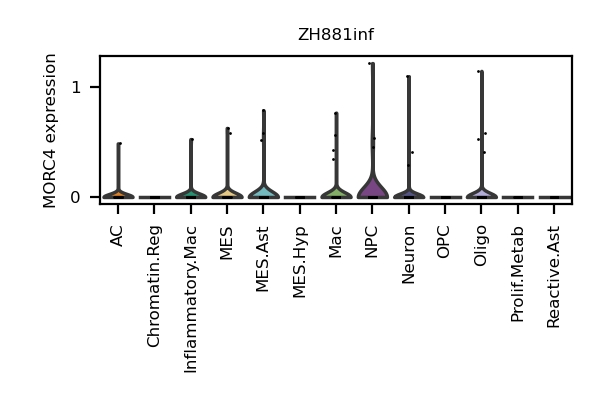 ZH881inf
MORC4 expression
1
0
AC
Chromatin.Reg
Inflammatory.Mac
MES
MES.Ast
MES.Hyp
Mac
NPC
Neuron
OPC
Oligo
Prolif.Metab
Reactive.Ast